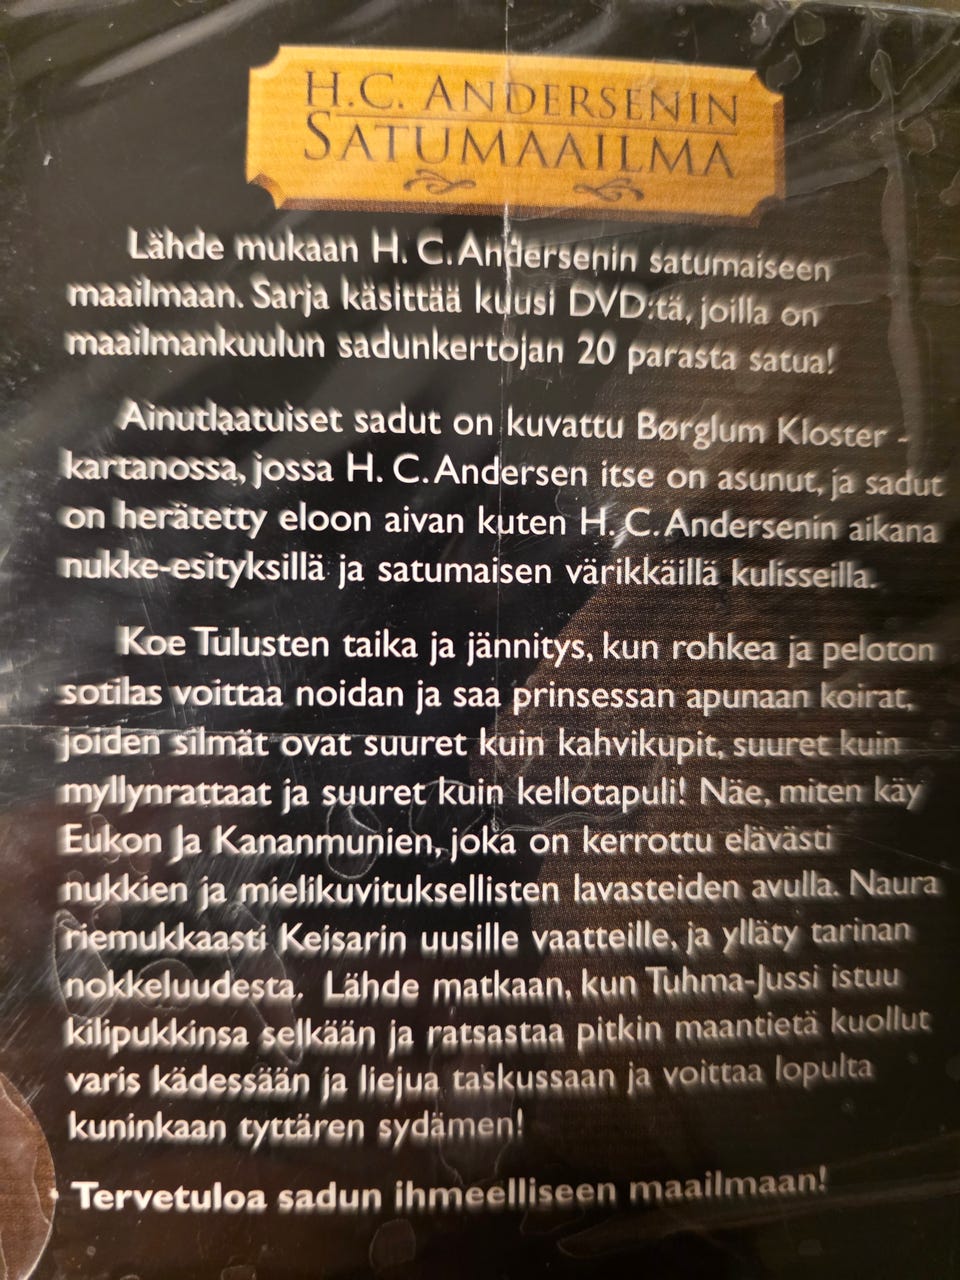 H.C. ANDERSENIN
SATUMAAILMA
Lähde mukaan H. C. Andersenin satumaiseen
maailmaan. Sarja käsittää kuusi DVD:tä, joilla on
maailmankuulun sadunkertojan 20 parasta satua!
Ainutlaatuiset sadut on kuvattu Børglum Kloster -
kartanossa, jossa H. C. Andersen itse on asunut, ja sadut
on herätetty eloon aivan kuten H. C. Andersenin aikana
nukke-esityksillä ja satumaisen värikkäillä kulisseilla.
Koe Tulusten taika ja jännitys, kun rohkea ja peloton
sotilas voittaa noidan ja saa prinsessan apunaan koirat,
joiden silmät ovat suuret kuin kahvikupit, suuret kuin
myllynrattaat ja suuret kuin kellotapuli! Näe, miten käy
Eukon Ja Kananmunien, joka on kerrottu elävästi
nukkien ja mielikuvituksellisten lavasteiden avulla. Naura
riemukkaasti Keisarin uusille vaatteille, ja ylläty tarinan
nokkeluudesta. Lähde matkaan, kun Tuhma-Jussi istuu
kilipukkinsa selkään ja ratsastaa pitkin maantietä kuollut
varis kädessään ja liejua taskussaan ja voittaa lopulta
kuninkaan tyttären sydämen!
Tervetuloa sadun ihmeelliseen maailmaan!